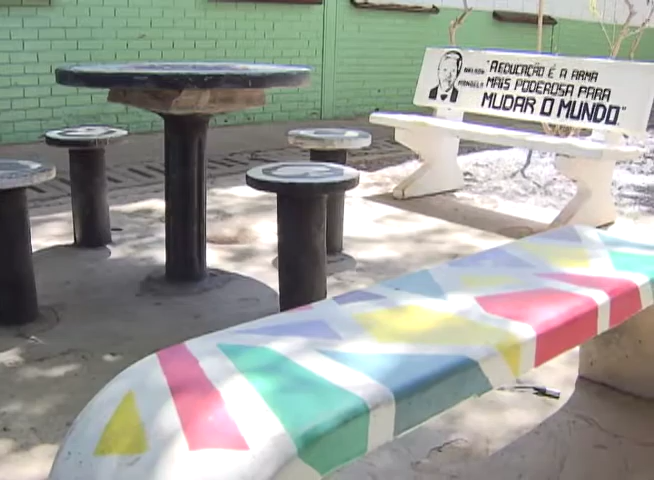 NELSON
MANDELA
"A EDUCAÇÃO É A ARMA
MAIS PODEROSA PARA
MUDAR O MUNDO."